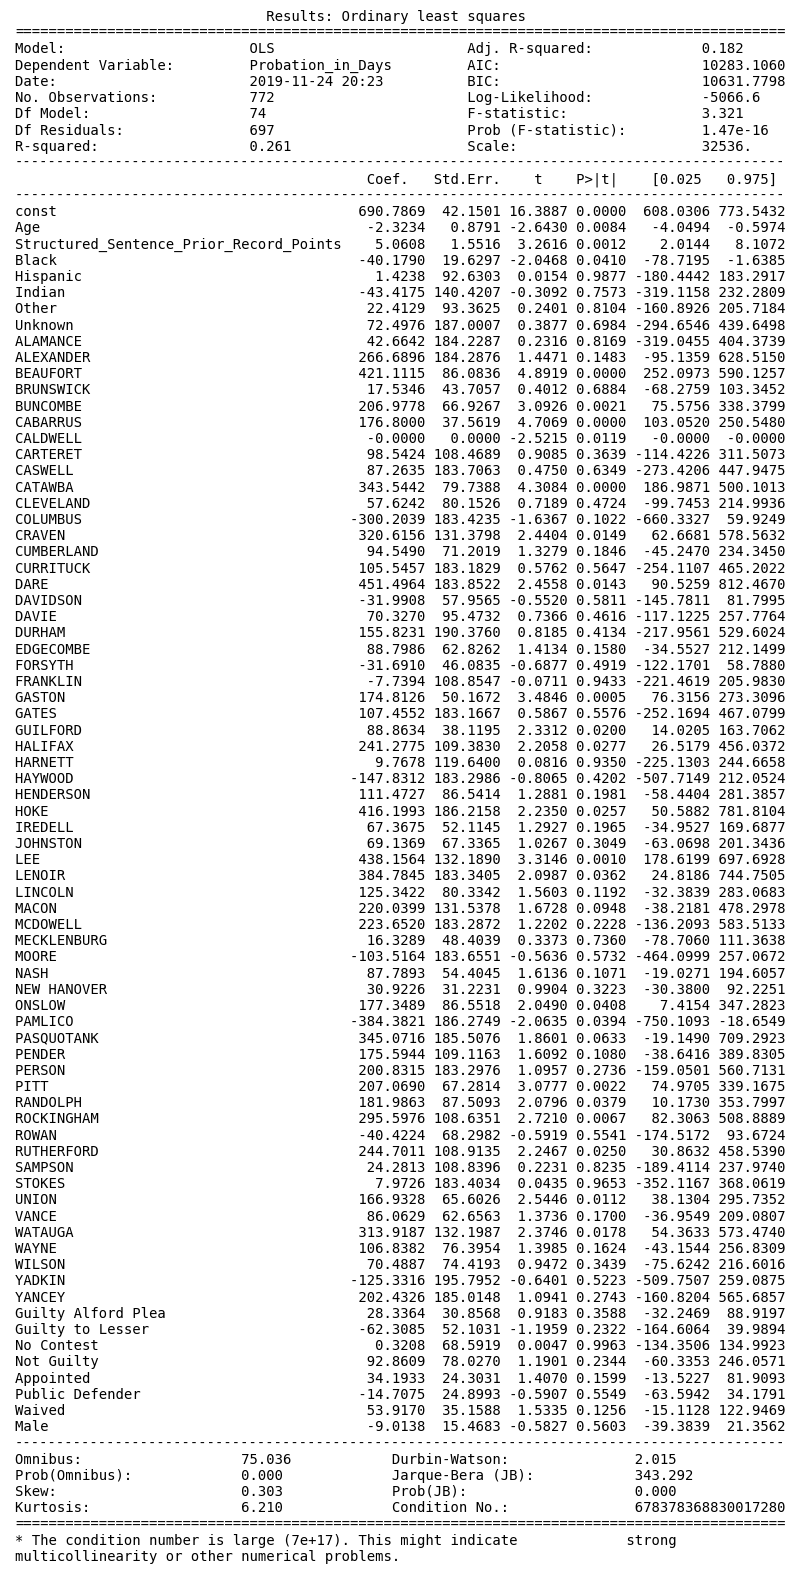 Results: Ordinary least squares
==============================================================================================
Model: OLS Adj. R-squared: 0.182
Dependent Variable: Probation_in_Days AIC: 10283.1060
Date: 2019-11-24 20:23 BIC: 10631.7798
No. Observations: 772 Log-Likelihood: -5066.6
Df Model: 74 F-statistic: 3.321
Df Residuals: 697 Prob (F-statistic): 1.47e-16
R-squared: 0.261 Scale: 32536.
----------------------------------------------------------------------------------------------
Coef. Std.Err. t P>|t| [0.025 0.975]
----------------------------------------------------------------------------------------------
const 690.7869 42.1501 16.3887 0.0000 608.0306 773.5432
Age -2.3234 0.8791 -2.6430 0.0084 -4.0494 -0.5974
Structured_Sentence_Prior_Record_Points 5.0608 1.5516 3.2616 0.0012 2.0144 8.1072
Black -40.1790 19.6297 -2.0468 0.0410 -78.7195 -1.6385
Hispanic 1.4238 92.6303 0.0154 0.9877 -180.4442 183.2917
Indian -43.4175 140.4207 -0.3092 0.7573 -319.1158 232.2809
Other 22.4129 93.3625 0.2401 0.8104 -160.8926 205.7184
Unknown 72.4976 187.0007 0.3877 0.6984 -294.6546 439.6498
ALAMANCE 42.6642 184.2287 0.2316 0.8169 -319.0455 404.3739
ALEXANDER 266.6896 184.2876 1.4471 0.1483 -95.1359 628.5150
BEAUFORT 421.1115 86.0836 4.8919 0.0000 252.0973 590.1257
BRUNSWICK 17.5346 43.7057 0.4012 0.6884 -68.2759 103.3452
BUNCOMBE 206.9778 66.9267 3.0926 0.0021 75.5756 338.3799
CABARRUS 176.8000 37.5619 4.7069 0.0000 103.0520 250.5480
CALDWELL -0.0000 0.0000 -2.5215 0.0119 -0.0000 -0.0000
CARTERET 98.5424 108.4689 0.9085 0.3639 -114.4226 311.5073
CASWELL 87.2635 183.7063 0.4750 0.6349 -273.4206 447.9475
CATAWBA 343.5442 79.7388 4.3084 0.0000 186.9871 500.1013
CLEVELAND 57.6242 80.1526 0.7189 0.4724 -99.7453 214.9936
COLUMBUS -300.2039 183.4235 -1.6367 0.1022 -660.3327 59.9249
CRAVEN 320.6156 131.3798 2.4404 0.0149 62.6681 578.5632
CUMBERLAND 94.5490 71.2019 1.3279 0.1846 -45.2470 234.3450
CURRITUCK 105.5457 183.1829 0.5762 0.5647 -254.1107 465.2022
DARE 451.4964 183.8522 2.4558 0.0143 90.5259 812.4670
DAVIDSON -31.9908 57.9565 -0.5520 0.5811 -145.7811 81.7995
DAVIE 70.3270 95.4732 0.7366 0.4616 -117.1225 257.7764
DURHAM 155.8231 190.3760 0.8185 0.4134 -217.9561 529.6024
EDGECOMBE 88.7986 62.8262 1.4134 0.1580 -34.5527 212.1499
FORSYTH -31.6910 46.0835 -0.6877 0.4919 -122.1701 58.7880
FRANKLIN -7.7394 108.8547 -0.0711 0.9433 -221.4619 205.9830
GASTON 174.8126 50.1672 3.4846 0.0005 76.3156 273.3096
GATES 107.4552 183.1667 0.5867 0.5576 -252.1694 467.0799
GUILFORD 88.8634 38.1195 2.3312 0.0200 14.0205 163.7062
HALIFAX 241.2775 109.3830 2.2058 0.0277 26.5179 456.0372
HARNETT 9.7678 119.6400 0.0816 0.9350 -225.1303 244.6658
HAYWOOD -147.8312 183.2986 -0.8065 0.4202 -507.7149 212.0524
HENDERSON 111.4727 86.5414 1.2881 0.1981 -58.4404 281.3857
HOKE 416.1993 186.2158 2.2350 0.0257 50.5882 781.8104
IREDELL 67.3675 52.1145 1.2927 0.1965 -34.9527 169.6877
JOHNSTON 69.1369 67.3365 1.0267 0.3049 -63.0698 201.3436
LEE 438.1564 132.1890 3.3146 0.0010 178.6199 697.6928
LENOIR 384.7845 183.3405 2.0987 0.0362 24.8186 744.7505
LINCOLN 125.3422 80.3342 1.5603 0.1192 -32.3839 283.0683
MACON 220.0399 131.5378 1.6728 0.0948 -38.2181 478.2978
MCDOWELL 223.6520 183.2872 1.2202 0.2228 -136.2093 583.5133
MECKLENBURG 16.3289 48.4039 0.3373 0.7360 -78.7060 111.3638
MOORE -103.5164 183.6551 -0.5636 0.5732 -464.0999 257.0672
NASH 87.7893 54.4045 1.6136 0.1071 -19.0271 194.6057
NEW HANOVER 30.9226 31.2231 0.9904 0.3223 -30.3800 92.2251
ONSLOW 177.3489 86.5518 2.0490 0.0408 7.4154 347.2823
PAMLICO -384.3821 186.2749 -2.0635 0.0394 -750.1093 -18.6549
PASQUOTANK 345.0716 185.5076 1.8601 0.0633 -19.1490 709.2923
PENDER 175.5944 109.1163 1.6092 0.1080 -38.6416 389.8305
PERSON 200.8315 183.2976 1.0957 0.2736 -159.0501 560.7131
PITT 207.0690 67.2814 3.0777 0.0022 74.9705 339.1675
RANDOLPH 181.9863 87.5093 2.0796 0.0379 10.1730 353.7997
ROCKINGHAM 295.5976 108.6351 2.7210 0.0067 82.3063 508.8889
ROWAN -40.4224 68.2982 -0.5919 0.5541 -174.5172 93.6724
RUTHERFORD 244.7011 108.9135 2.2467 0.0250 30.8632 458.5390
SAMPSON 24.2813 108.8396 0.2231 0.8235 -189.4114 237.9740
STOKES 7.9726 183.4034 0.0435 0.9653 -352.1167 368.0619
UNION 166.9328 65.6026 2.5446 0.0112 38.1304 295.7352
VANCE 86.0629 62.6563 1.3736 0.1700 -36.9549 209.0807
WATAUGA 313.9187 132.1987 2.3746 0.0178 54.3633 573.4740
WAYNE 106.8382 76.3954 1.3985 0.1624 -43.1544 256.8309
WILSON 70.4887 74.4193 0.9472 0.3439 -75.6242 216.6016
YADKIN -125.3316 195.7952 -0.6401 0.5223 -509.7507 259.0875
YANCEY 202.4326 185.0148 1.0941 0.2743 -160.8204 565.6857
Guilty Alford Plea 28.3364 30.8568 0.9183 0.3588 -32.2469 88.9197
Guilty to Lesser -62.3085 52.1031 -1.1959 0.2322 -164.6064 39.9894
No Contest 0.3208 68.5919 0.0047 0.9963 -134.3506 134.9923
Not Guilty 92.8609 78.0270 1.1901 0.2344 -60.3353 246.0571
Appointed 34.1933 24.3031 1.4070 0.1599 -13.5227 81.9093
Public Defender -14.7075 24.8993 -0.5907 0.5549 -63.5942 34.1791
Waived 53.9170 35.1588 1.5335 0.1256 -15.1128 122.9469
Male -9.0138 15.4683 -0.5827 0.5603 -39.3839 21.3562
----------------------------------------------------------------------------------------------
Omnibus: 75.036 Durbin-Watson: 2.015
Prob(Omnibus): 0.000 Jarque-Bera (JB): 343.292
Skew: 0.303 Prob(JB): 0.000
Kurtosis: 6.210 Condition No.: 678378368830017280
==============================================================================================
* The condition number is large (7e+17). This might indicate strong
multicollinearity or other numerical problems.